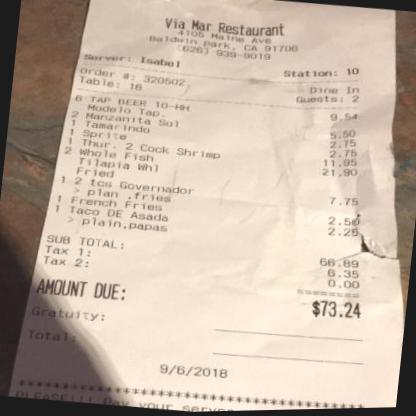 Via Mar Restaurant
4105 Maine Ave
Baldwin Park, CA 91706
(626) 939-9019
Server: Isabel
Station: 10
Order #: 320502
Dine In
Table: 16
Guests: 2
6 TAP BEER 10-HH 9.54
Modelo Tap.
2 Manzanita Sol 5.50
1 Tamarindo 2.75
1 Sprite 2.75
1 Thur. 2 Cock Shrimp 11.95
2 Whole Fish 21.90
Tilapia Whl
Fried
1 2 tcs Governador 7.75
> plan ,fries
1 French Fries 2.50
1 Taco DE Asada 2.25
> plain,papas
SUB TOTAL: 66.89
Tax 1: 6.35
Tax 2: 0.00
========
AMOUNT DUE: $73.24
Gratuity:
Total:
9/6/2018
PLEASE!!! Pay your server